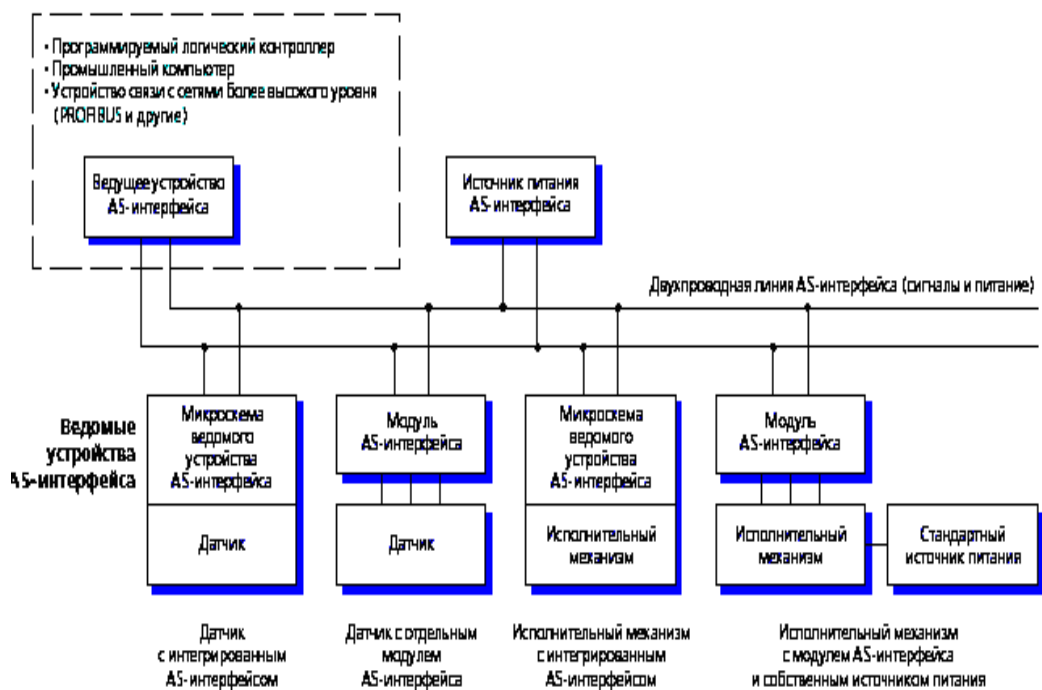 · Программируемый логический контроллер
· Промышленный компьютер
· Устройство связи с сетями более высокого уровня
(PROFIBUS и другие)
Ведущее устройство
AS-интерфейса
Источник питания
AS-интерфейса
Двухпроводная линия AS-интерфейса (сигналы и питание)
Ведомые
устройства
AS-интерфейса
Микросхема
ведомого
устройства
AS-интерфейса
Датчик
Модуль
AS-интерфейса
Датчик
Микросхема
ведомого
устройства
AS-интерфейса
Исполнительный
механизм
Модуль
AS-интерфейса
Исполнительный
механизм
Стандартный
источник питания
Датчик
с интегрированным
AS-интерфейсом
Датчик с отдельным
модулем
AS-интерфейса
Исполнительный механизм
с интегрированным
AS-интерфейсом
Исполнительный механизм
с модулем AS-интерфейса
и собственным источником питания